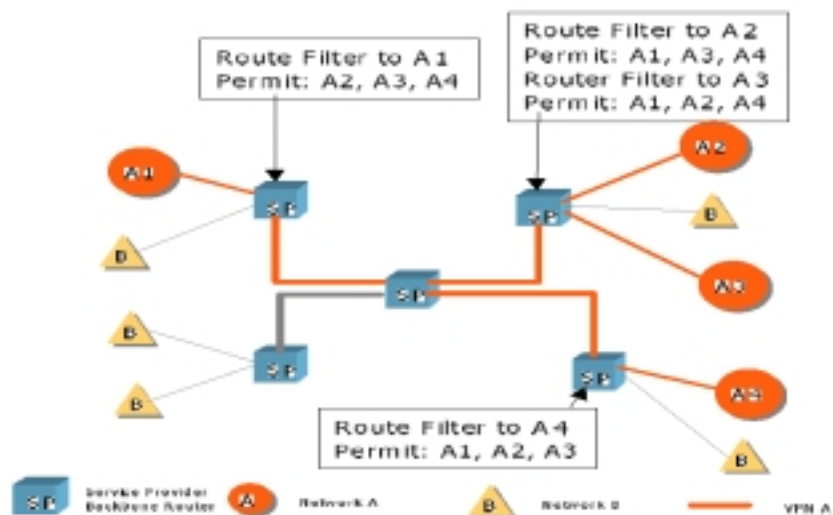 Route Filter to A1
Permit: A2, A3, A4
Route Filter to A2
Permit: A1, A3, A4
Router Filter to A3
Permit: A1, A2, A4
A1
SP
SP
A2
B
B
SP
B
SP
B
SP
Route Filter to A4
Permit: A1, A2, A3
B
SP
Service Provider
Backbone Router
A
Network A
B
Network B
VPN A